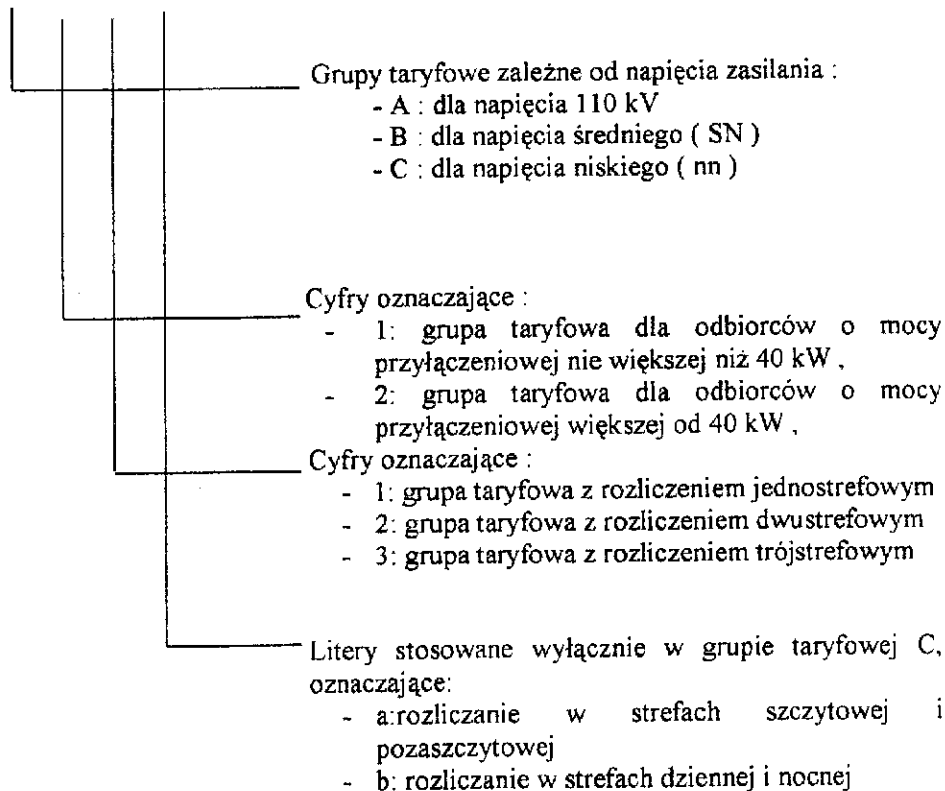 Grupy taryfowe zależne od napięcia zasilania :
- A : dla napięcia 110 kV
- B : dla napięcia średniego ( SN )
- C : dla napięcia niskiego ( nn )
Cyfry oznaczające :
- 1: grupa taryfowa dla odbiorców o mocy
przyłączeniowej nie większej niż 40 kW ,
- 2: grupa taryfowa dla odbiorców o mocy
przyłączeniowej większej od 40 kW ,
Cyfry oznaczające :
- 1: grupa taryfowa z rozliczeniem jednostrefowym
- 2: grupa taryfowa z rozliczeniem dwustrefowym
- 3: grupa taryfowa z rozliczeniem trójstrefowym
Litery stosowane wyłącznie w grupie taryfowej C,
oznaczające:
- a:rozliczanie w strefach szczytowej i
pozaszczytowej
- b: rozliczanie w strefach dziennej i nocnej